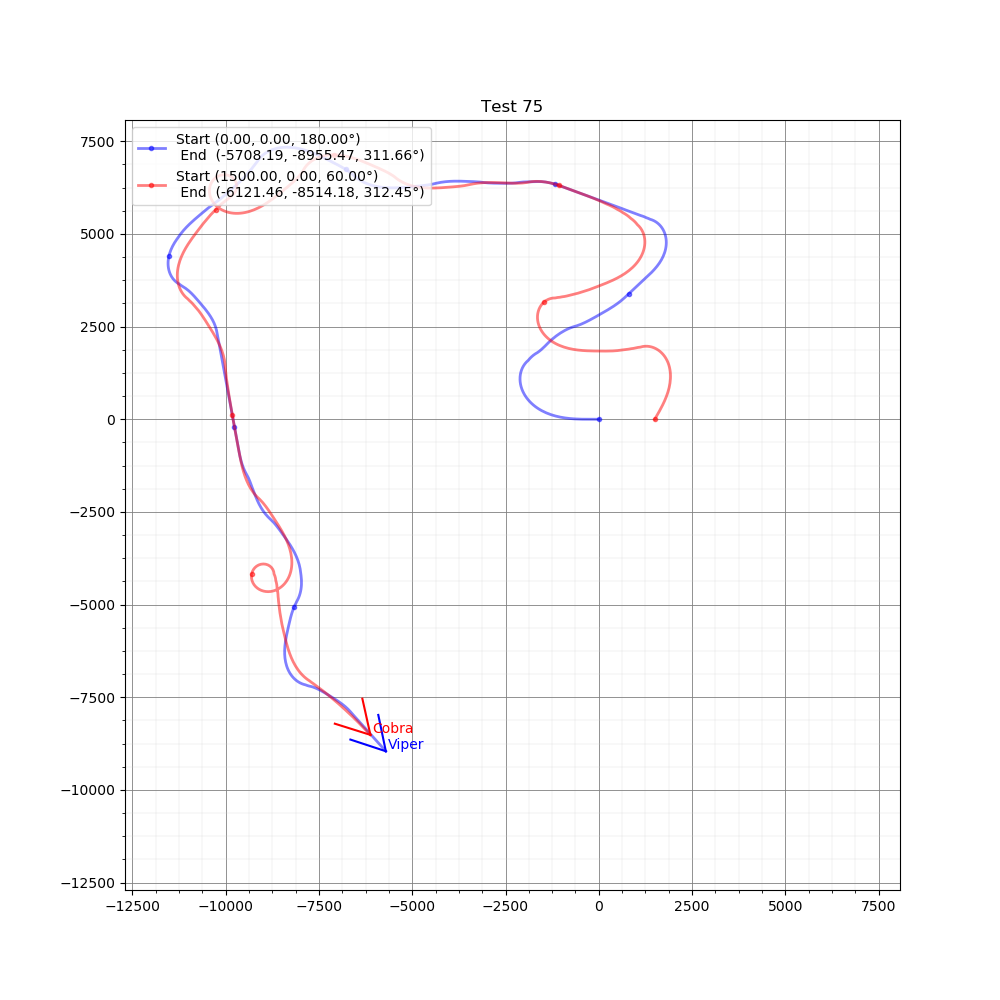 Test 75
Start (0.00, 0.00, 180.00°)
End (-5708.19, -8955.47, 311.66°)
Start (1500.00, 0.00, 60.00°)
End (-6121.46, -8514.18, 312.45°)
7500
5000
2500
0
−2500
−5000
−7500
−10000
−12500
Cobra
Viper
−12500 −10000 −7500 −5000 −2500 0 2500 5000 7500